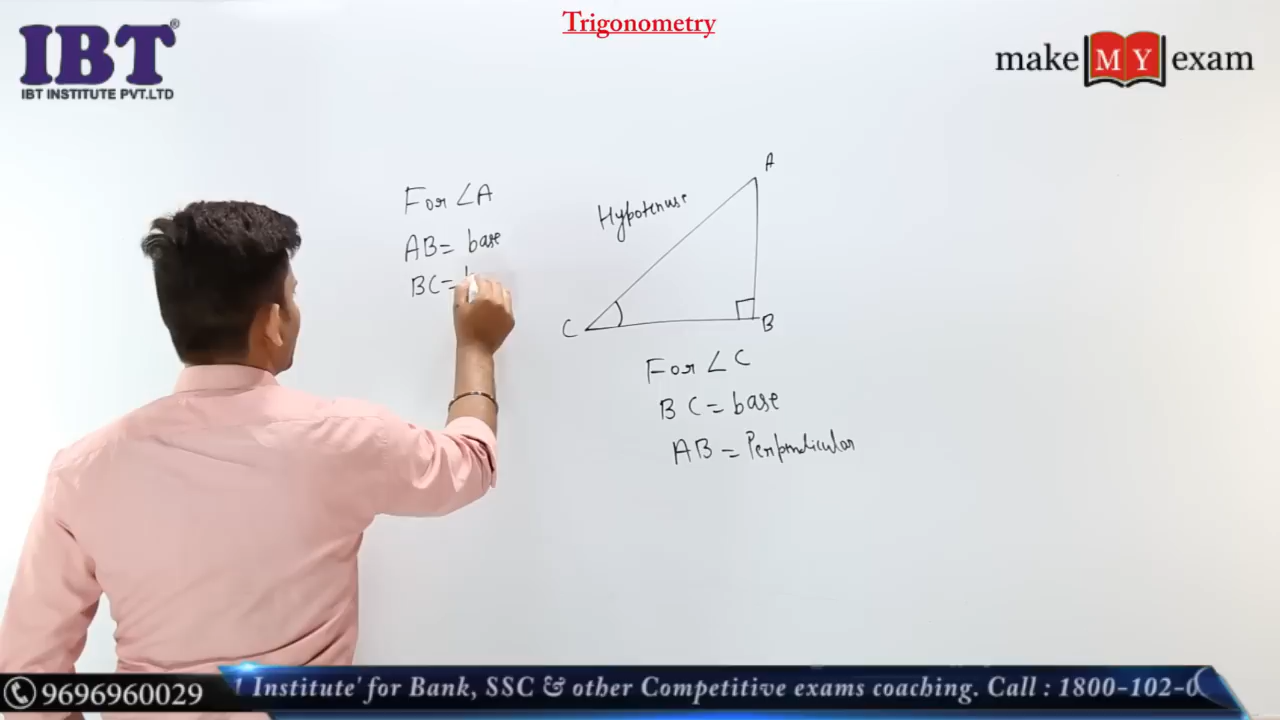 Trigonometry
IBT®
IBT INSTITUTE PVT.LTD
make MY exam
A
Hypotenuse
For ∠A
AB = base
BC =
C
B
For ∠C
BC = base
AB = Perpendicular
9696960029
Institute' for Bank, SSC & other Competitive exams coaching. Call : 1800-102-0